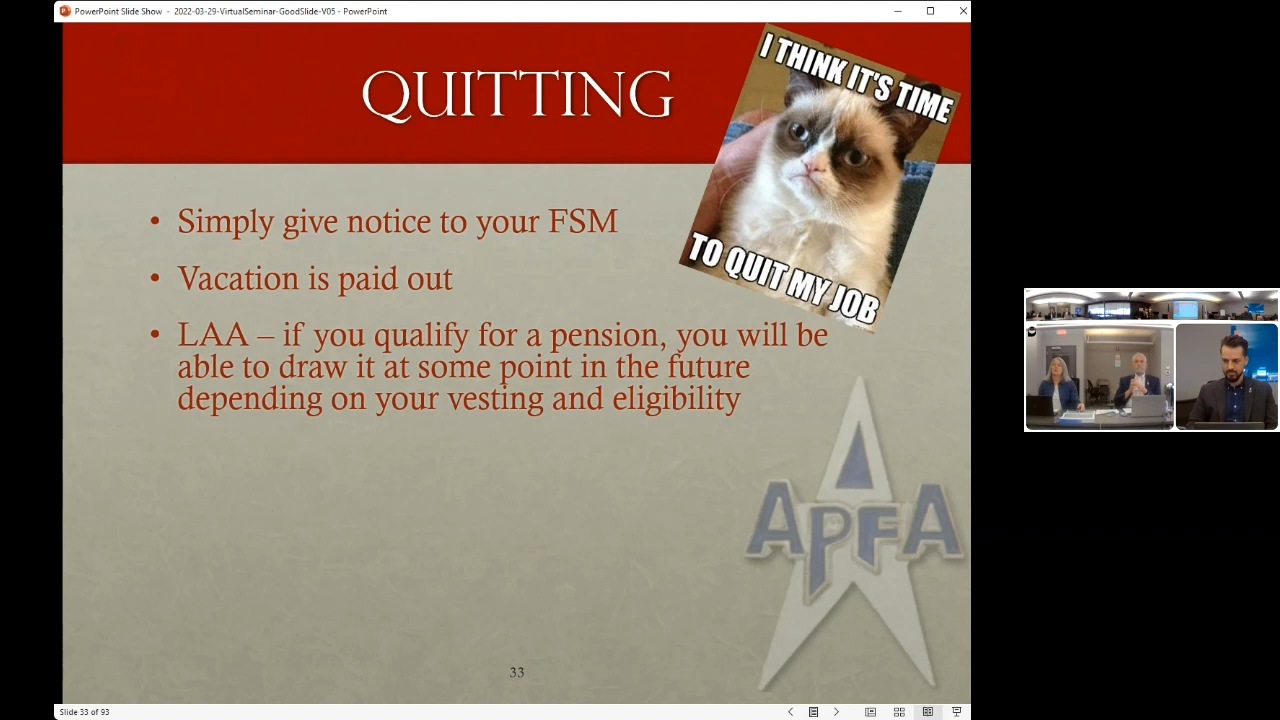 PowerPoint Slide Show - 2022-03-29-VirtualSeminar-GoodSlide-V05 - PowerPoint
QUITTING
I THINK IT'S TIME
TO QUIT MY JOB
• Simply give notice to your FSM
• Vacation is paid out
• LAA – if you qualify for a pension, you will be
able to draw it at some point in the future
depending on your vesting and eligibility
APFA
33
Slide 33 of 93